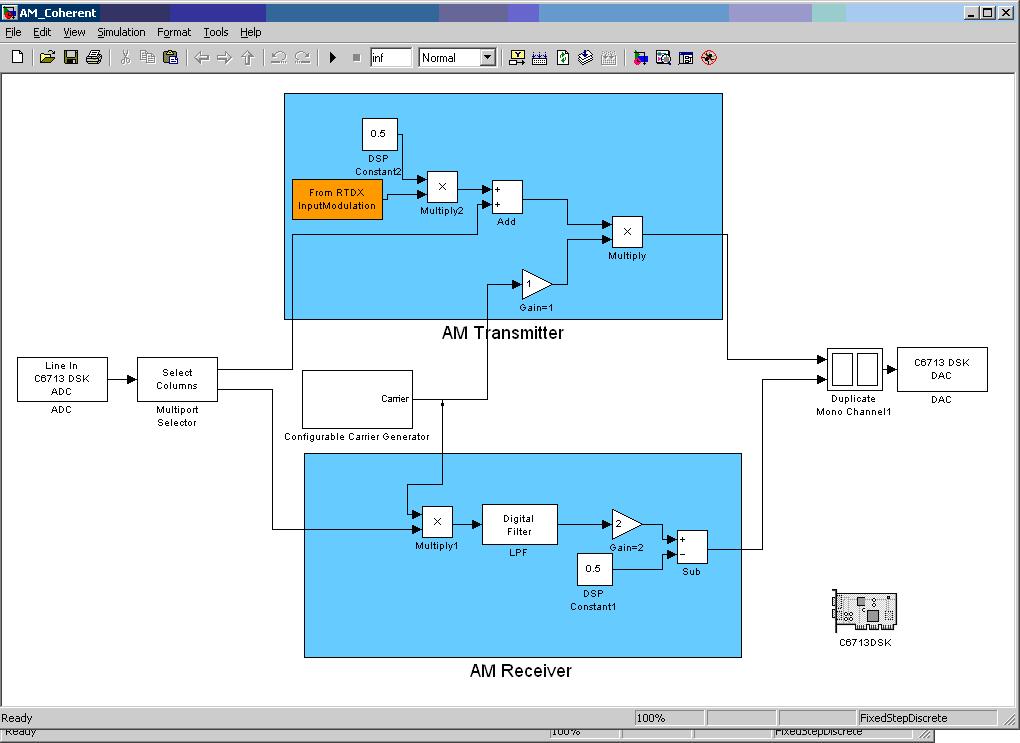 AM_Coherent
File Edit View Simulation Format Tools Help
inf Normal
0.5
DSP
Constant2
From RTDX
InputModulation
×
Multiply2
+
+
Add
×
Multiply
1
Gain=1
AM Transmitter
Line In
C6713 DSK
ADC
ADC
Select
Columns
Multiport
Selector
Carrier
Configurable Carrier Generator
Duplicate
Mono Channel1
C6713 DSK
DAC
DAC
×
Multiply1
Digital
Filter
LPF
2
Gain=2
0.5
DSP
Constant1
+
−
Sub
AM Receiver
C6713DSK
Ready 100% FixedStepDiscrete
Ready 100% FixedStepDiscrete